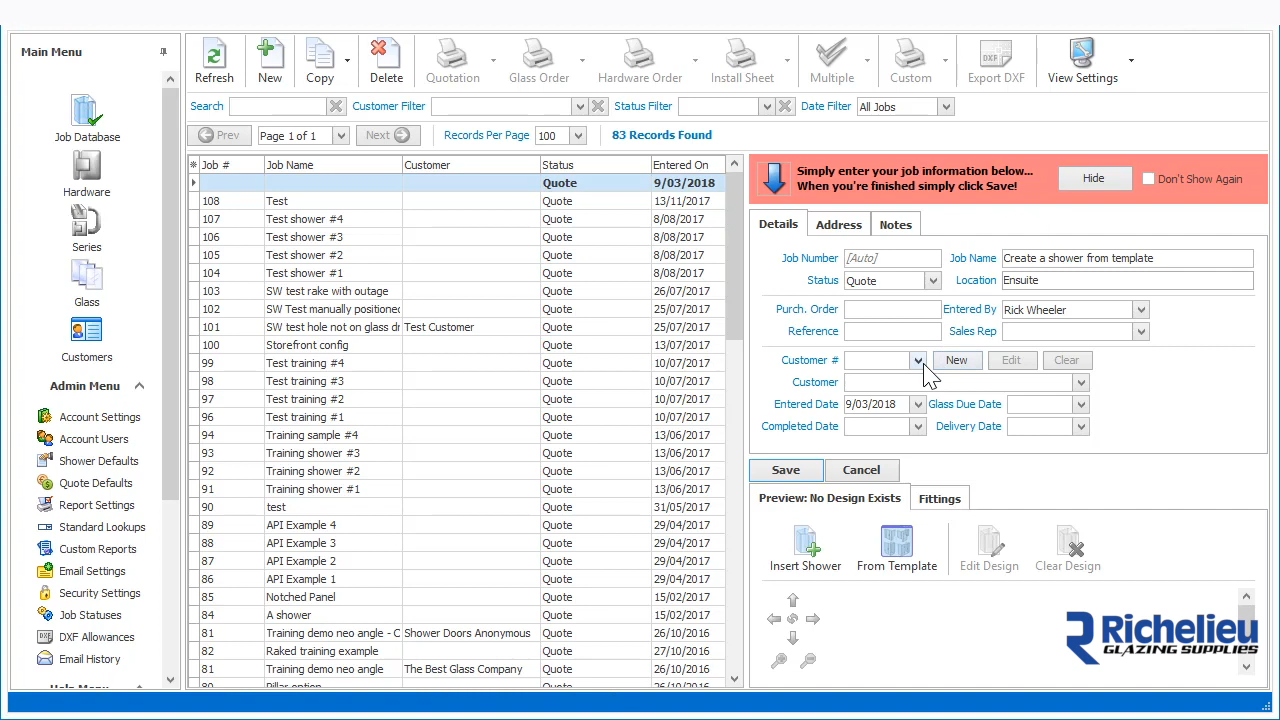 Main Menu
Job Database
Hardware
Series
Glass
Customers
Admin Menu
Account Settings
Account Users
Shower Defaults
Quote Defaults
Report Settings
Standard Lookups
Custom Reports
Email Settings
Security Settings
Job Statuses
DXF Allowances
Email History
Help Menu
Refresh New Copy Delete Quotation Glass Order Hardware Order Install Sheet Multiple Custom Export DXF View Settings
Search Customer Filter Status Filter Date Filter All Jobs
Prev Page 1 of 1 Next Records Per Page 100 83 Records Found
Job # Job Name Customer Status Entered On
Quote 9/03/2018
108 Test Quote 13/11/2017
107 Test shower #4 Quote 8/08/2017
106 Test shower #3 Quote 8/08/2017
105 Test shower #2 Quote 8/08/2017
104 Test shower #1 Quote 8/08/2017
103 SW test rake with outage Quote 26/07/2017
102 SW Test manually positioned Quote 25/07/2017
101 SW test hole not on glass dr Test Customer Quote 25/07/2017
100 Storefront config Quote 13/07/2017
99 Test training #4 Quote 10/07/2017
98 Test training #3 Quote 10/07/2017
97 Test training #2 Quote 10/07/2017
96 Test training #1 Quote 10/07/2017
94 Training sample #4 Quote 13/06/2017
93 Training shower #3 Quote 13/06/2017
92 Training shower #2 Quote 13/06/2017
91 Training shower #1 Quote 13/06/2017
90 test Quote 31/05/2017
89 API Example 4 Quote 29/04/2017
88 API Example 3 Quote 29/04/2017
87 API Example 2 Quote 29/04/2017
86 API Example 1 Quote 29/04/2017
85 Notched Panel Quote 15/02/2017
84 A shower Quote 15/02/2017
81 Training demo neo angle - C Shower Doors Anonymous Quote 26/10/2016
82 Raked training example Quote 27/10/2016
81 Training demo neo angle The Best Glass Company Quote 26/10/2016
80 Pillar option Quote 26/10/2016
Simply enter your job information below...
When you're finished simply click Save!
Hide
Don't Show Again
Details Address Notes
Job Number [Auto] Job Name Create a shower from template
Status Quote Location Ensuite
Purch. Order Entered By Rick Wheeler
Reference Sales Rep
Customer # New Edit Clear
Customer
Entered Date 9/03/2018 Glass Due Date
Completed Date Delivery Date
Save Cancel
Preview: No Design Exists Fittings
Insert Shower From Template Edit Design Clear Design
Richelieu
GLAZING SUPPLIES